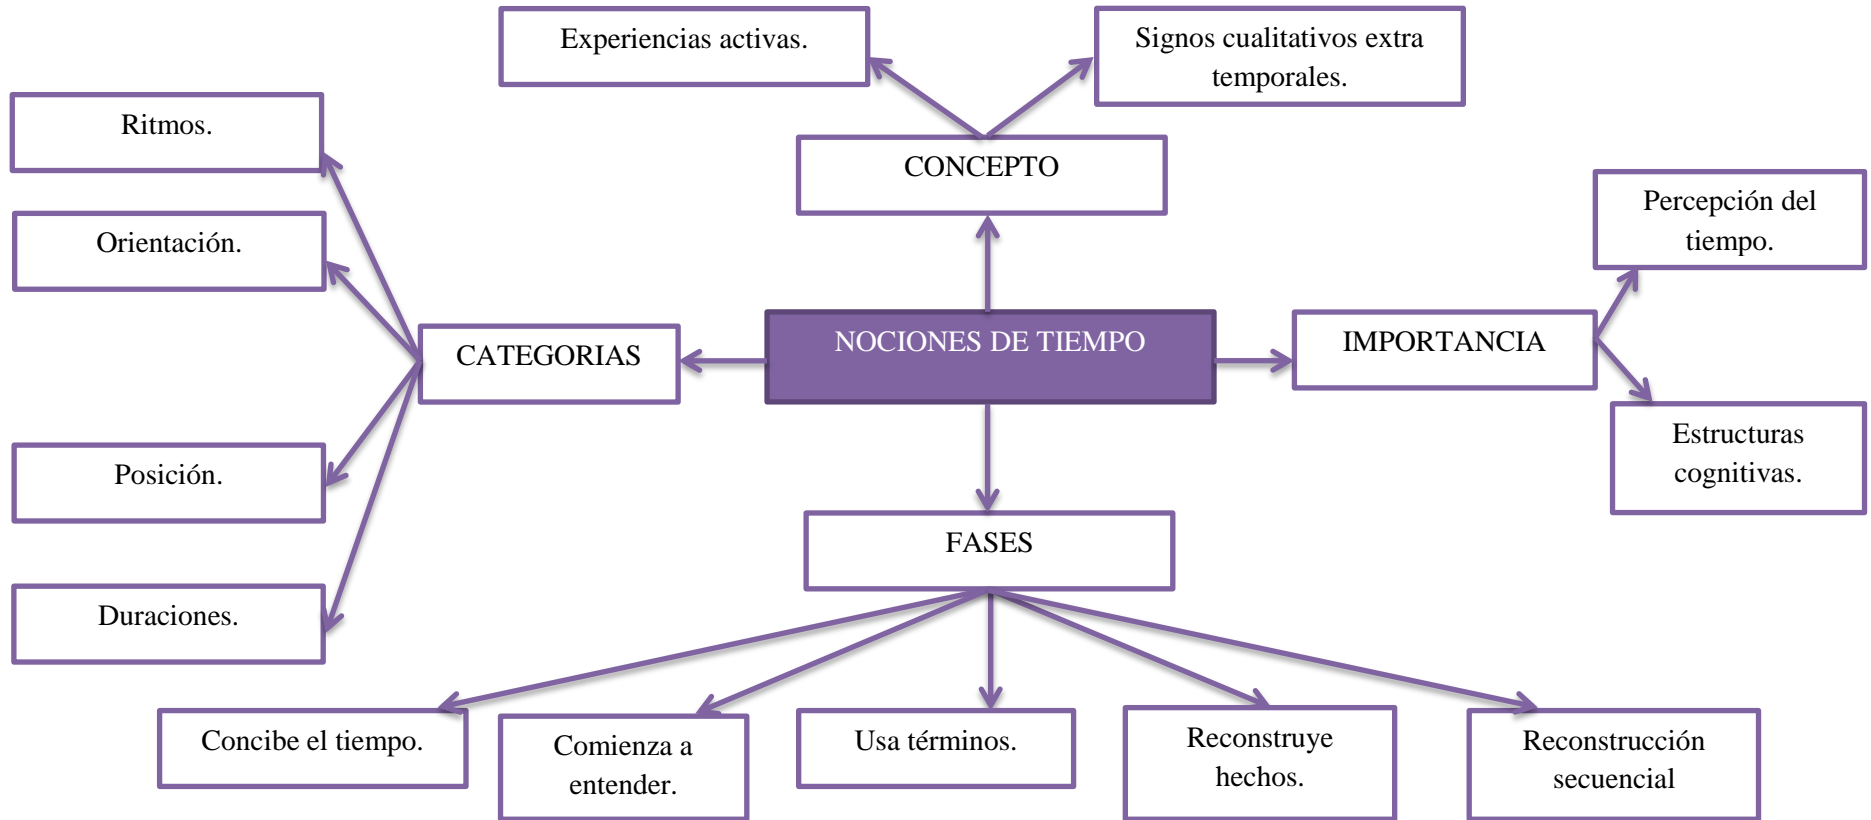 Experiencias activas.
Signos cualitativos extra
temporales.
Ritmos.
CONCEPTO
Orientación.
Percepción del
tiempo.
CATEGORIAS
NOCIONES DE TIEMPO
IMPORTANCIA
Posición.
Estructuras
cognitivas.
FASES
Duraciones.
Concibe el tiempo.
Comienza a
entender.
Usa términos.
Reconstruye
hechos.
Reconstrucción
secuencial